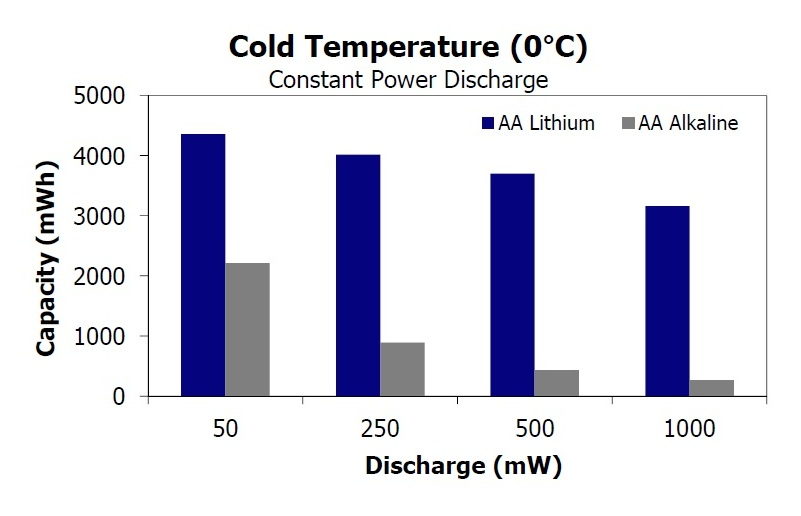 Cold Temperature (0°C)
Constant Power Discharge
AA Lithium
AA Alkaline
Capacity (mWh)
5000
4000
3000
2000
1000
0
50
250
500
1000
Discharge (mW)